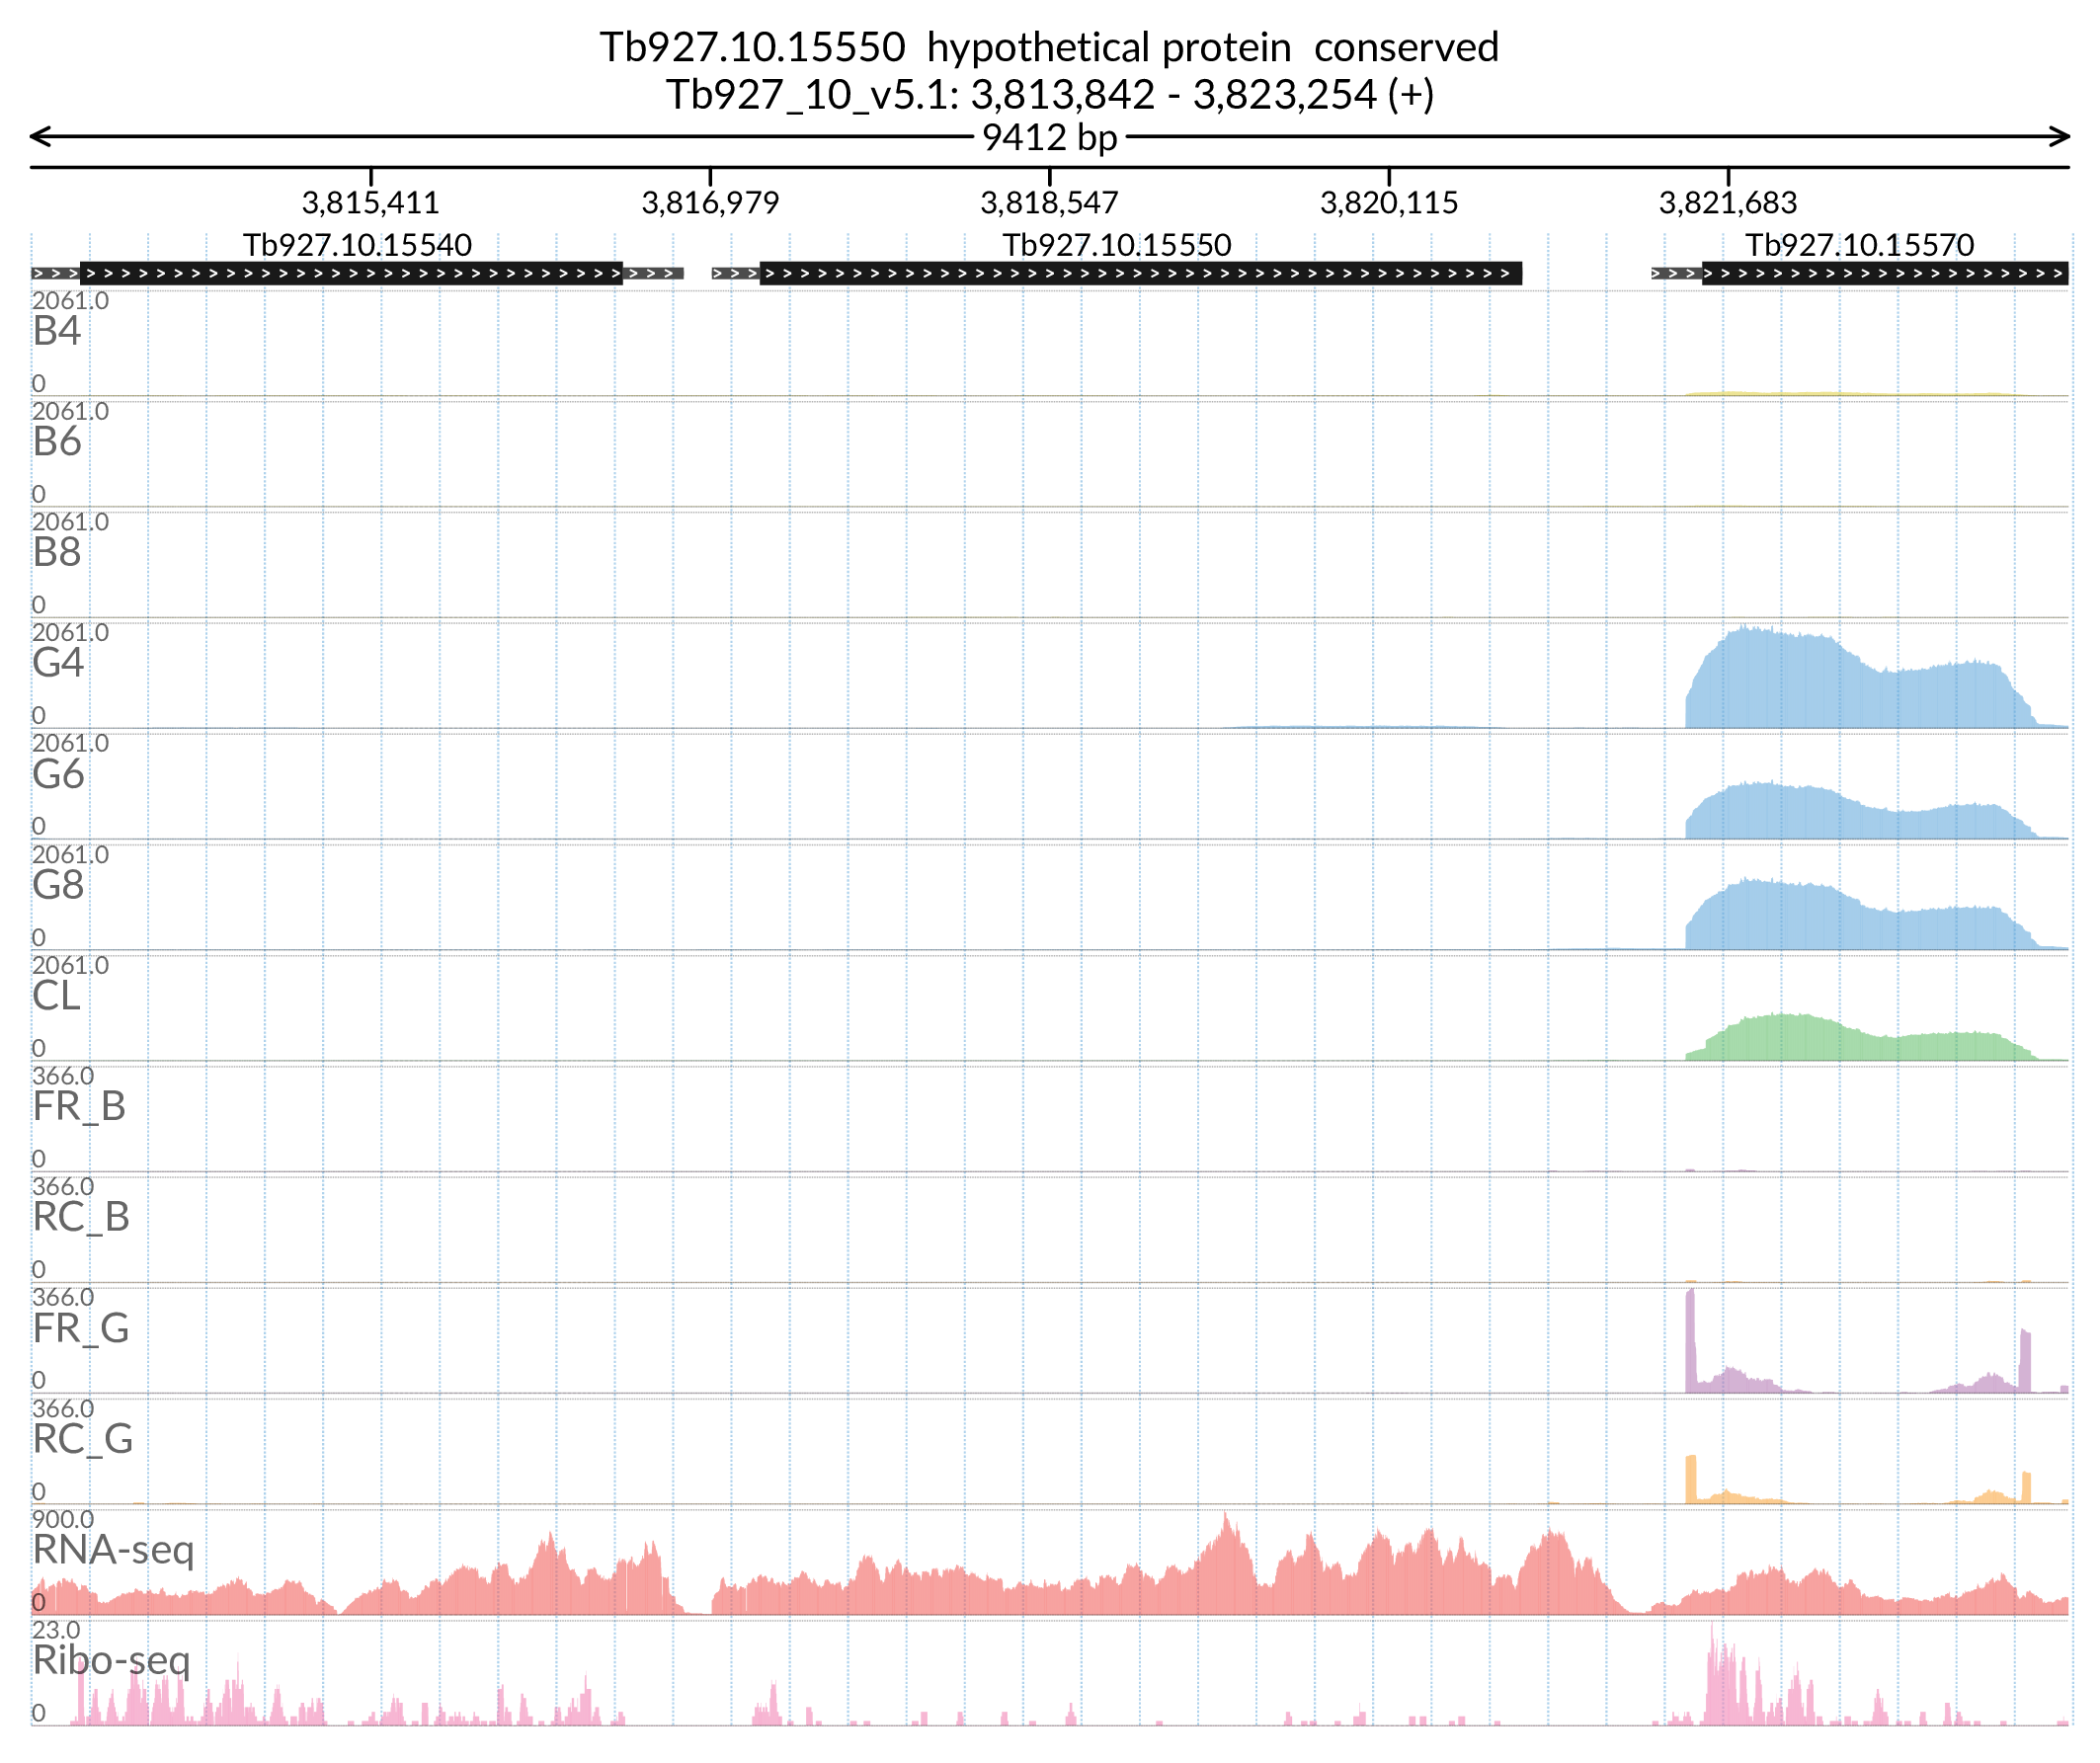 Tb927.10.15550 hypothetical protein conserved
Tb927_10_v5.1: 3,813,842 - 3,823,254 (+)
9412 bp
3,815,411 3,816,979 3,818,547 3,820,115 3,821,683
Tb927.10.15540 Tb927.10.15550 Tb927.10.15570
2061.0
B4
0
2061.0
B6
0
2061.0
B8
0
2061.0
G4
0
2061.0
G6
0
2061.0
G8
0
2061.0
CL
0
366.0
FR_B
0
366.0
RC_B
0
366.0
FR_G
0
366.0
RC_G
0
900.0
RNA-seq
0
23.0
Ribo-seq
0